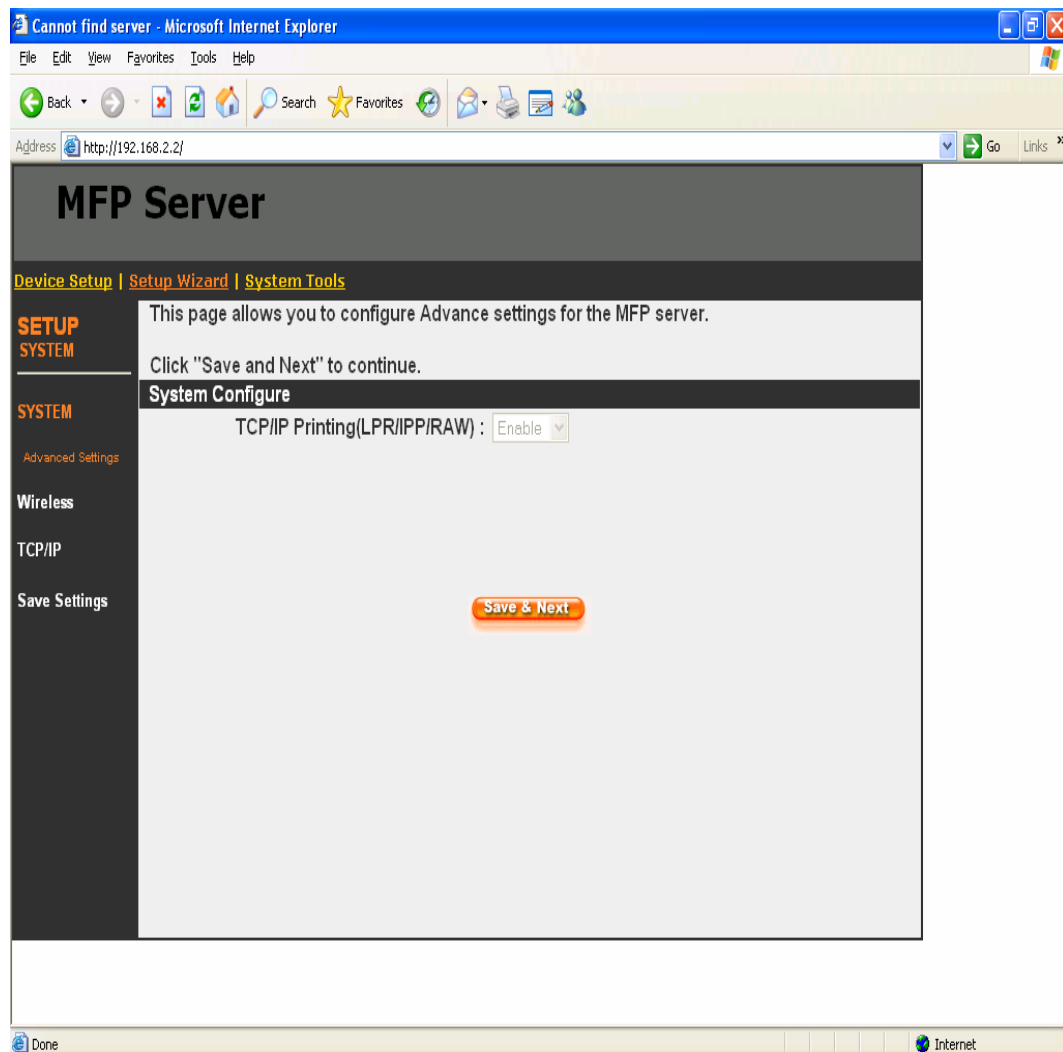 Cannot find server - Microsoft Internet Explorer
File Edit View Favorites Tools Help
Back Search Favorites
Address http://192.168.2.2/ Go Links »
MFP Server
Device Setup | Setup Wizard | System Tools
SETUP
SYSTEM
SYSTEM
Advanced Settings
Wireless
TCP/IP
Save Settings
This page allows you to configure Advance settings for the MFP server.
Click "Save and Next" to continue.
System Configure
TCP/IP Printing(LPR/IPP/RAW) : Enable
Save & Next
Done Internet